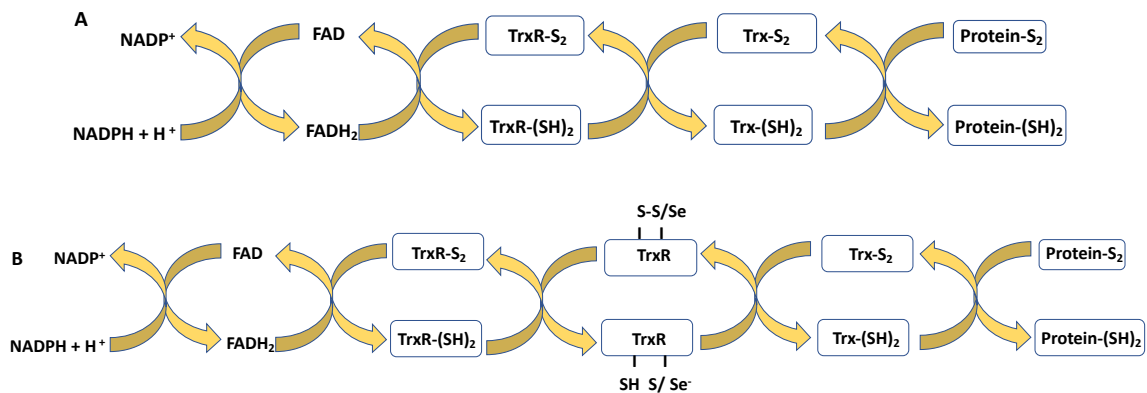 A
NADP⁺ FAD TrxR-S₂ Trx-S₂ Protein-S₂
NADPH + H⁺ FADH₂ TrxR-(SH)₂ Trx-(SH)₂ Protein-(SH)₂
S-S/Se
B
NADP⁺ FAD TrxR-S₂ TrxR Trx-S₂ Protein-S₂
NADPH + H⁺ FADH₂ TrxR-(SH)₂ TrxR Trx-(SH)₂ Protein-(SH)₂
SH S/ Se⁻